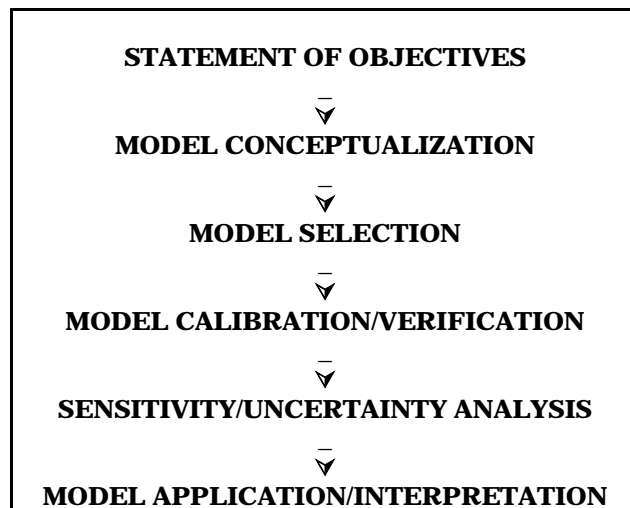 STATEMENT OF OBJECTIVES
MODEL CONCEPTUALIZATION
MODEL SELECTION
MODEL CALIBRATION/VERIFICATION
SENSITIVITY/UNCERTAINTY ANALYSIS
MODEL APPLICATION/INTERPRETATION